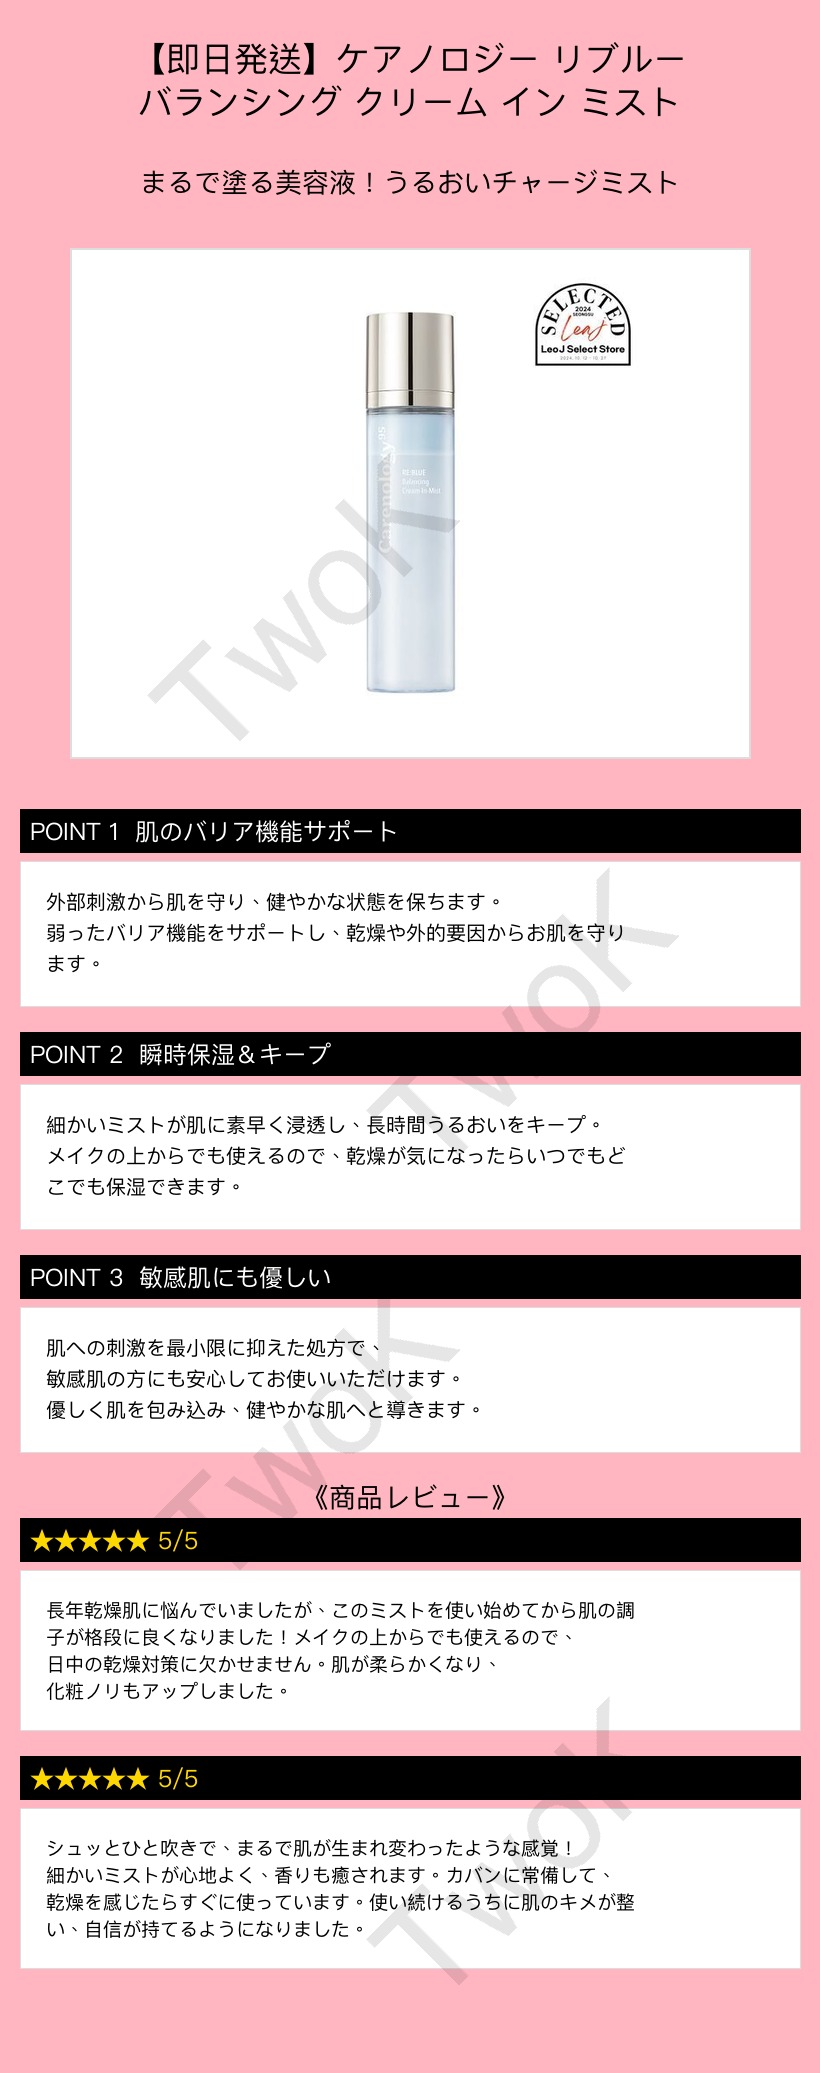 【即日発送】ケアノロジー リブルー
バランシング クリーム イン ミスト
まるで塗る美容液！うるおいチャージミスト
SELECTED
2024
SEONGSU
LeoJ
LeoJ Select Store
Carenology95
RE:BLUE
Balancing
Cream In Mist
TwoK
POINT 1 肌のバリア機能サポート
外部刺激から肌を守り、健やかな状態を保ちます。
弱ったバリア機能をサポートし、乾燥や外的要因からお肌を守り
ます。
TwoK
POINT 2 瞬時保湿＆キープ
細かいミストが肌に素早く浸透し、長時間うるおいをキープ。
メイクの上からでも使えるので、乾燥が気になったらいつでもど
こでも保湿できます。
POINT 3 敏感肌にも優しい
肌への刺激を最小限に抑えた処方で、
敏感肌の方にも安心してお使いいただけます。
優しく肌を包み込み、健やかな肌へと導きます。
TwoK
《商品レビュー》
★★★★★ 5/5
長年乾燥肌に悩んでいましたが、このミストを使い始めてから肌の調
子が格段に良くなりました！メイクの上からでも使えるので、
日中の乾燥対策に欠かせません。肌が柔らかくなり、
化粧ノリもアップしました。
★★★★★ 5/5
シュッとひと吹きで、まるで肌が生まれ変わったような感覚！
細かいミストが心地よく、香りも癒されます。カバンに常備して、
乾燥を感じたらすぐに使っています。使い続けるうちに肌のキメが整
い、自信が持てるようになりました。
TwoK